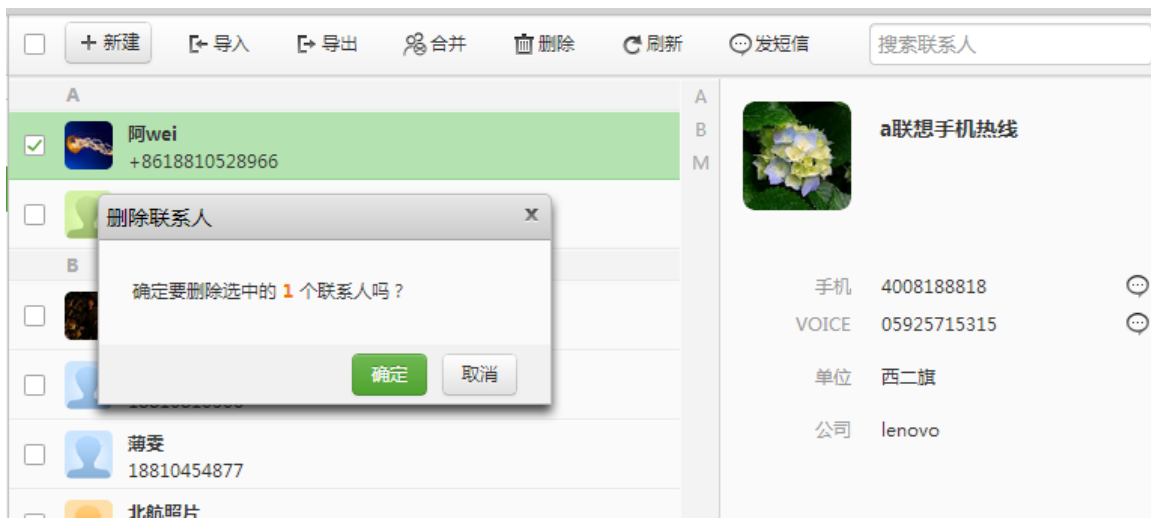 新建 导入 导出 合并 删除 刷新 发短信 搜索联系人
A
阿wei
+8618810528966
删除联系人 x
确定要删除选中的 1 个联系人吗？
确定 取消
B
薄雯
18810454877
北航照片
A
B
M
a联想手机热线
手机 4008188818
VOICE 05925715315
单位 西二旗
公司 lenovo